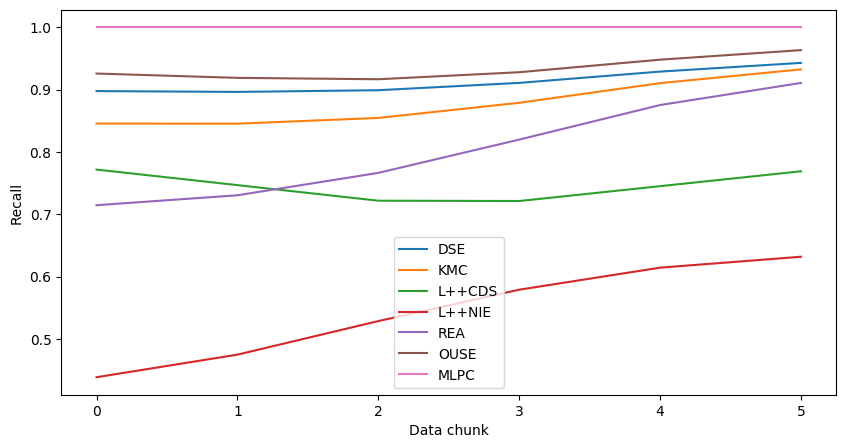 1.0
0.9
0.8
0.7
0.6
0.5
Recall
DSE
KMC
L++CDS
L++NIE
REA
OUSE
MLPC
0 1 2 3 4 5
Data chunk